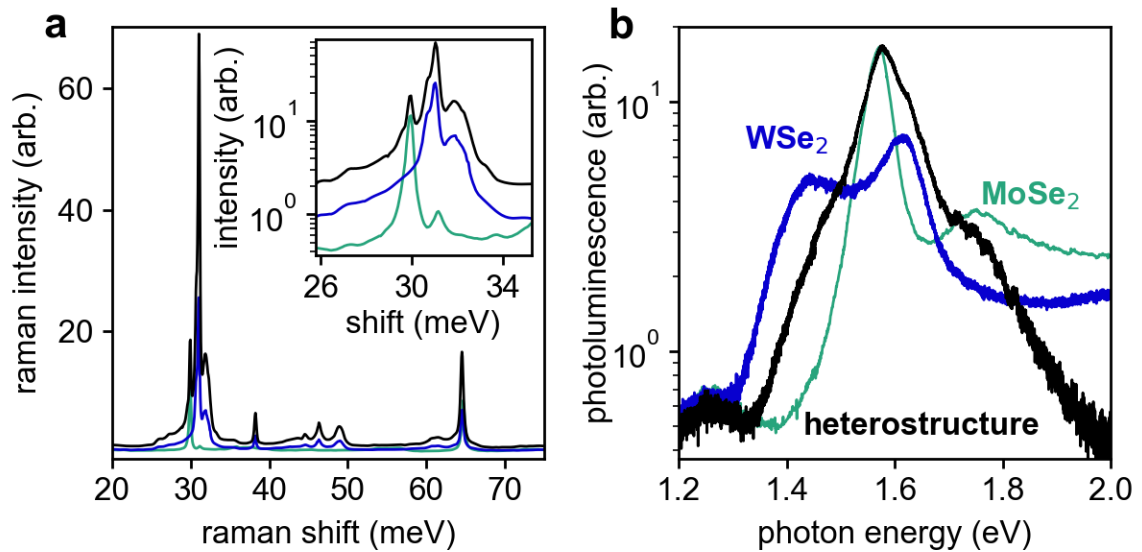 a
raman intensity (arb.)
60
40
20
20 30 40 50 60 70
raman shift (meV)
intensity (arb.)
10¹
10⁰
26 30 34
shift (meV)
b
photoluminescence (arb.)
10¹
10⁰
WSe₂
MoSe₂
heterostructure
1.2 1.4 1.6 1.8 2.0
photon energy (eV)